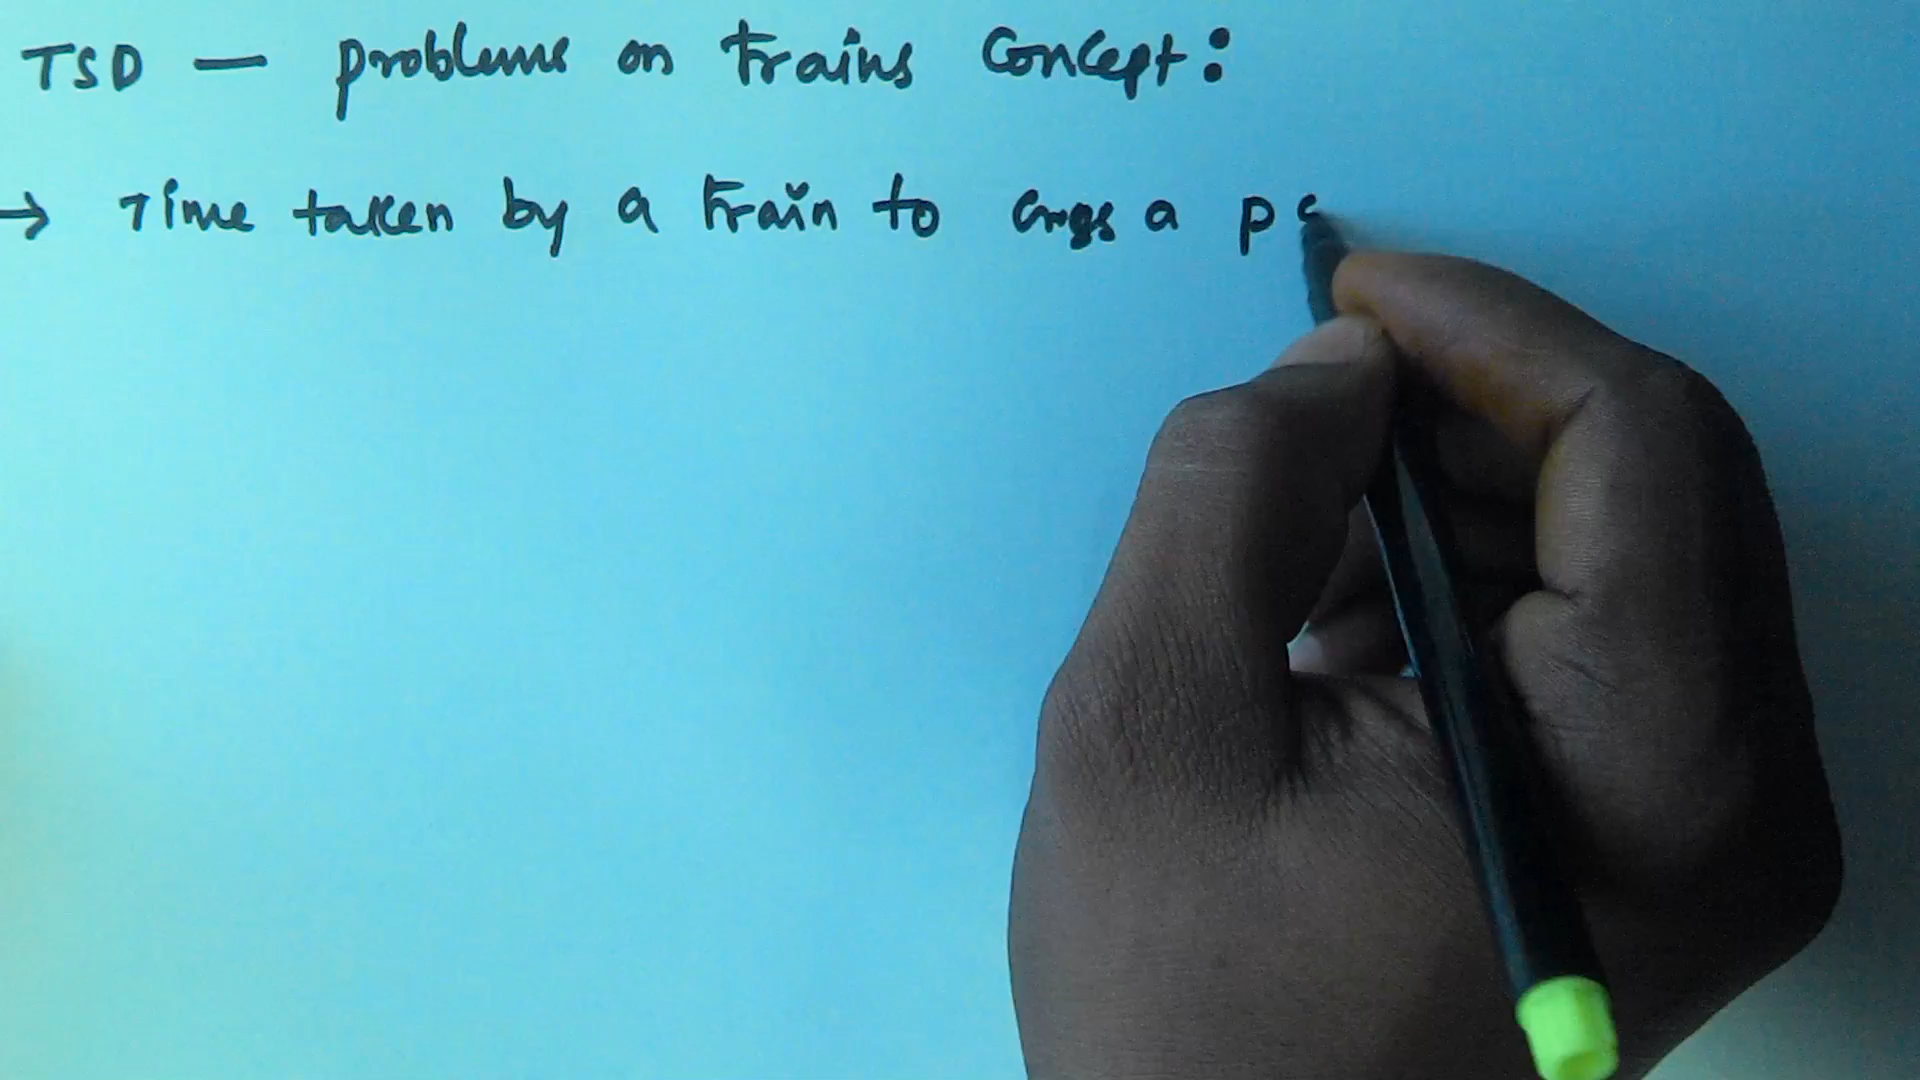 TSD — problems on trains concept:
→ Time taken by a train to cross a p